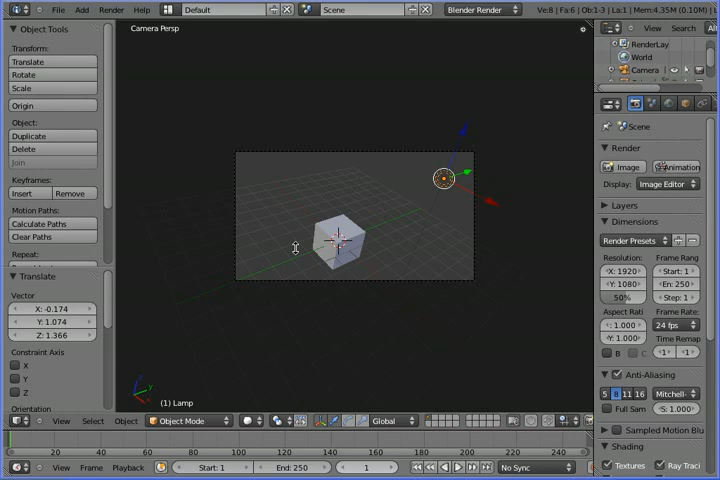 File Add Render Help Default Scene Blender Render Ve:8 | Fa:6 | Ob:1-3 | La:1 | Mem:4.35M (0.10M) |
Object Tools
Transform:
Translate
Rotate
Scale
Origin
Object:
Duplicate
Delete
Join
Keyframes:
Insert Remove
Motion Paths:
Calculate Paths
Clear Paths
Repeat:
Translate
Vector
X: -0.174
Y: 1.074
Z: 1.366
Constraint Axis
X
Y
Z
Orientation
Camera Persp
(1) Lamp
View Select Object Object Mode Global
20 40 60 80 100 120 140 160 180 200 220 240
View Frame Playback Start: 1 End: 250 1 No Sync
View Search
RenderLay
World
Camera
Scene
Render
Image Animation
Display: Image Editor
Layers
Dimensions
Render Presets
Resolution: Frame Rang
X: 1920 Start: 1
Y: 1080 En: 250
50% Step: 1
Aspect Rati Frame Rate:
: 1.000 24 fps
Y: 1.000 Time Remap
B C 1 1
Anti-Aliasing
5 8 11 16 Mitchell-
Full Sam S: 1.000
Sampled Motion Blu
Shading
Textures Ray Traci